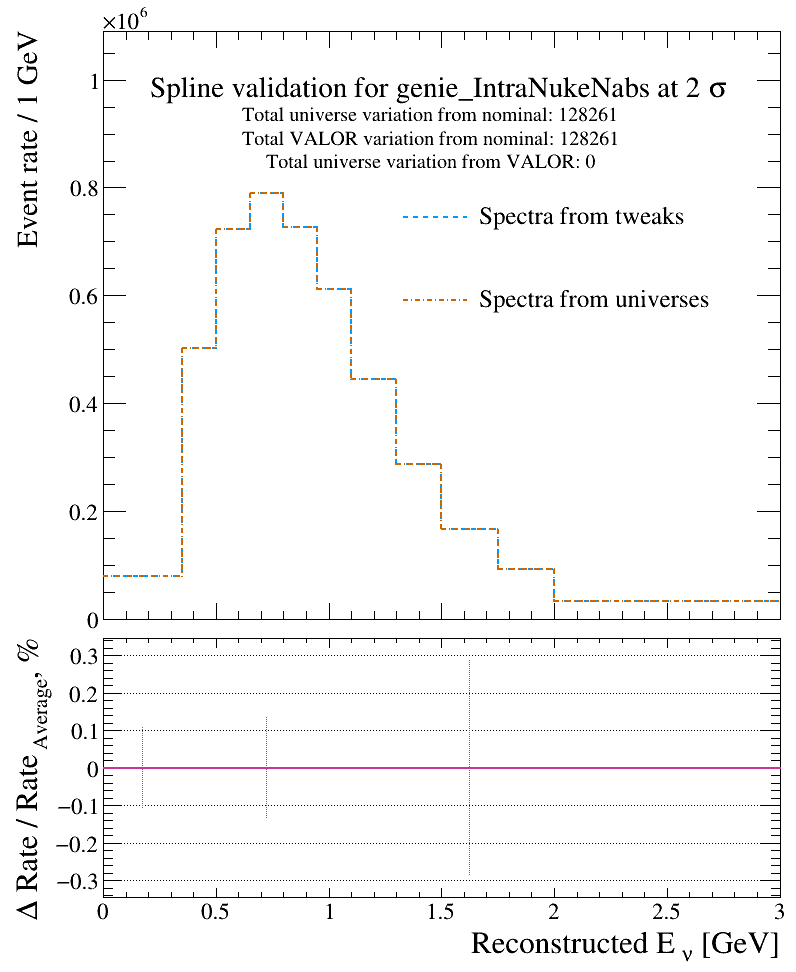 ×10⁶
Event rate / 1 GeV
Spline validation for genie_IntraNukeNabs at 2 σ
Total universe variation from nominal: 128261
Total VALOR variation from nominal: 128261
Total universe variation from VALOR: 0
Spectra from tweaks
Spectra from universes
1
0.8
0.6
0.4
0.2
0
Δ Rate / Rate Average, %
0.3
0.2
0.1
0
−0.1
−0.2
−0.3
0 0.5 1 1.5 2 2.5 3
Reconstructed E ν [GeV]